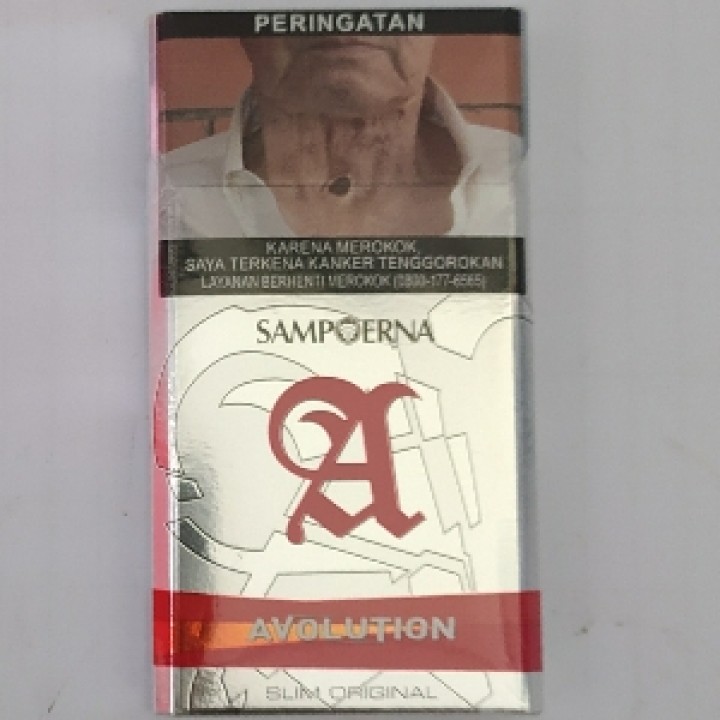 PERINGATAN
KARENA MEROKOK,
SAYA TERKENA KANKER TENGGOROKAN
LAYANAN BERHENTI MEROKOK (0800-177-6565)
SAMPOERNA
A
AVOLUTION
SLIM ORIGINAL